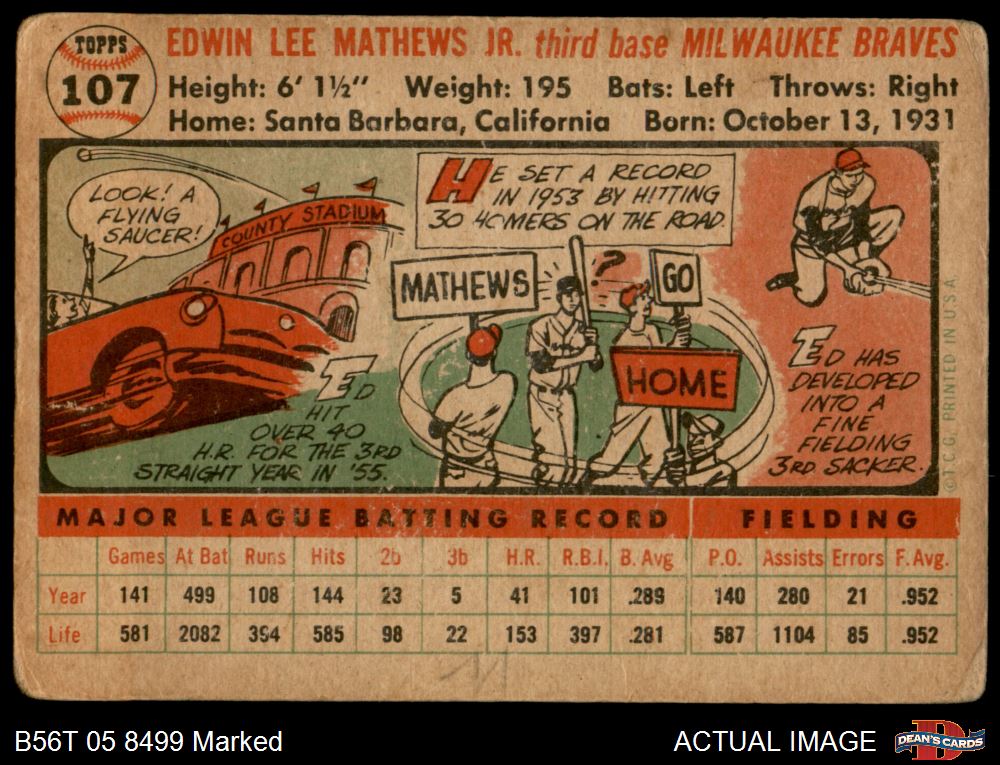 TOPPS
107
EDWIN LEE MATHEWS JR. third base MILWAUKEE BRAVES
Height: 6' 1½" Weight: 195 Bats: Left Throws: Right
Home: Santa Barbara, California Born: October 13, 1931
LOOK! A
FLYING
SAUCER!
COUNTY STADIUM
ED
HIT
OVER 40
H.R. FOR THE 3RD
STRAIGHT YEAR IN '55.
HE SET A RECORD
IN 1953 BY HITTING
30 HOMERS ON THE ROAD.
MATHEWS
?
GO
HOME
ED HAS
DEVELOPED
INTO A
FINE
FIELDING
3RD SACKER.
© T.C.G. PRINTED IN U.S.A.
MAJOR LEAGUE BATTING RECORD FIELDING
Games At Bat Runs Hits 2b 3b H.R. R.B.I. B. Avg P.O. Assists Errors F. Avg.
Year 141 499 108 144 23 5 41 101 .289 140 280 21 .952
Life 581 2082 394 585 98 22 153 397 .281 587 1104 85 .952
B56T 05 8499 Marked ACTUAL IMAGE DEAN'S CARDS